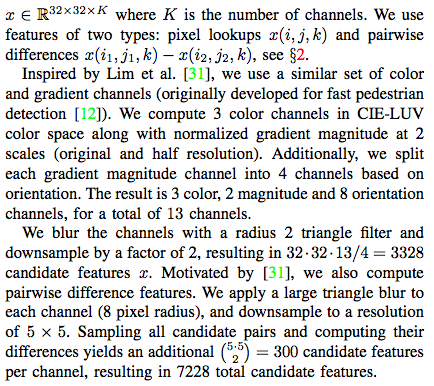 x ∈ ℝ^{32×32×K} where K is the number of channels. We use
features of two types: pixel lookups x(i, j, k) and pairwise
differences x(i₁, j₁, k) − x(i₂, j₂, k), see §2.
Inspired by Lim et al. [31], we use a similar set of color
and gradient channels (originally developed for fast pedestrian
detection [12]). We compute 3 color channels in CIE-LUV
color space along with normalized gradient magnitude at 2
scales (original and half resolution). Additionally, we split
each gradient magnitude channel into 4 channels based on
orientation. The result is 3 color, 2 magnitude and 8 orientation
channels, for a total of 13 channels.
We blur the channels with a radius 2 triangle filter and
downsample by a factor of 2, resulting in 32·32·13/4 = 3328
candidate features x. Motivated by [31], we also compute
pairwise difference features. We apply a large triangle blur to
each channel (8 pixel radius), and downsample to a resolution
of 5 × 5. Sampling all candidate pairs and computing their
differences yields an additional \binom{5·5}{2} = 300 candidate features
per channel, resulting in 7228 total candidate features.